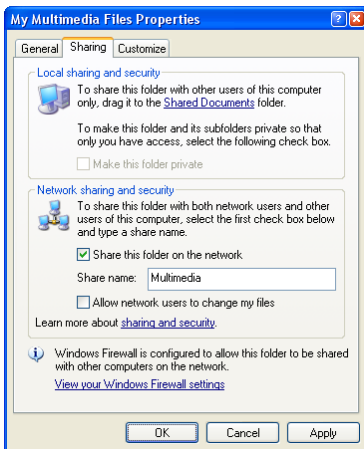 My Multimedia Files Properties
General Sharing Customize
Local sharing and security
To share this folder with other users of this computer
only, drag it to the Shared Documents folder.
To make this folder and its subfolders private so that
only you have access, select the following check box.
Make this folder private
Network sharing and security
To share this folder with both network users and other
users of this computer, select the first check box below
and type a share name.
Share this folder on the network
Share name: Multimedia
Allow network users to change my files
Learn more about sharing and security.
Windows Firewall is configured to allow this folder to be shared
with other computers on the network.
View your Windows Firewall settings
OK Cancel Apply